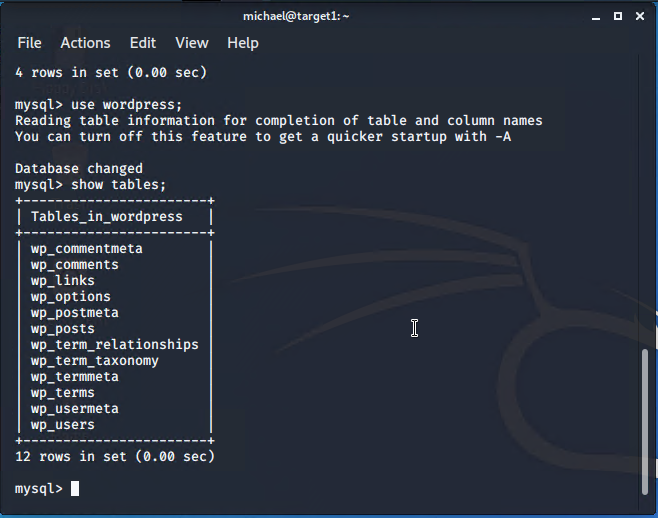 michael@target1: ~
File Actions Edit View Help
4 rows in set (0.00 sec)
mysql> use wordpress;
Reading table information for completion of table and column names
You can turn off this feature to get a quicker startup with -A
Database changed
mysql> show tables;
+-----------------------+
| Tables_in_wordpress   |
+-----------------------+
| wp_commentmeta        |
| wp_comments           |
| wp_links              |
| wp_options            |
| wp_postmeta           |
| wp_posts              |
| wp_term_relationships |
| wp_term_taxonomy      |
| wp_termmeta           |
| wp_terms              |
| wp_usermeta           |
| wp_users              |
+-----------------------+
12 rows in set (0.00 sec)
mysql>